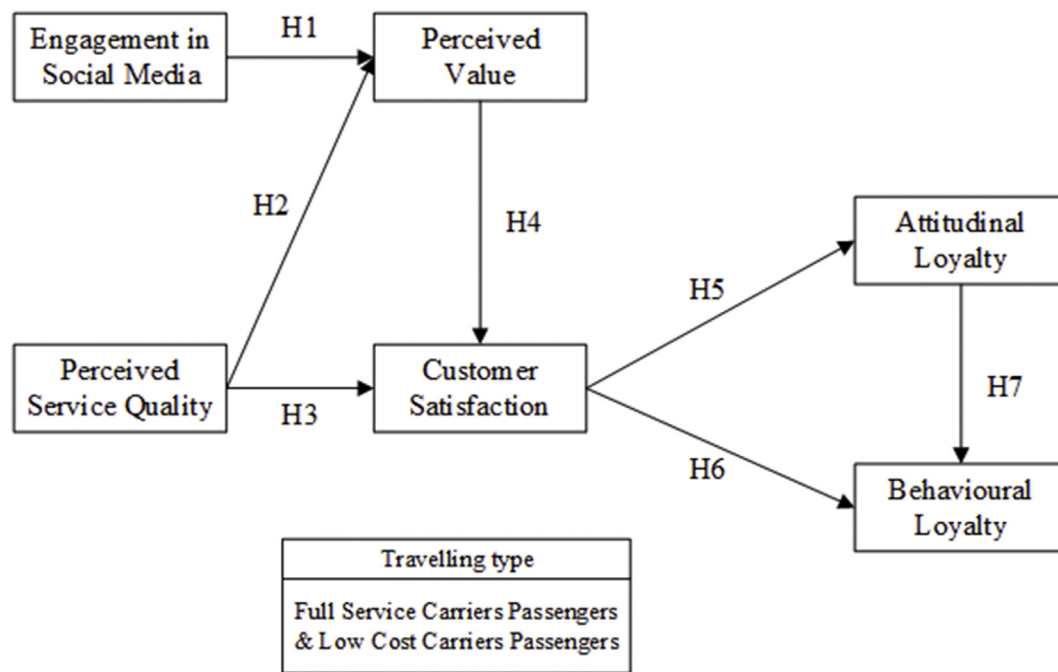 Engagement in
Social Media
H1
Perceived
Value
H2
H4
Attitudinal
Loyalty
H5
Perceived
Service Quality
H3
Customer
Satisfaction
H7
H6
Behavioural
Loyalty
Travelling type
Full Service Carriers Passengers
& Low Cost Carriers Passengers